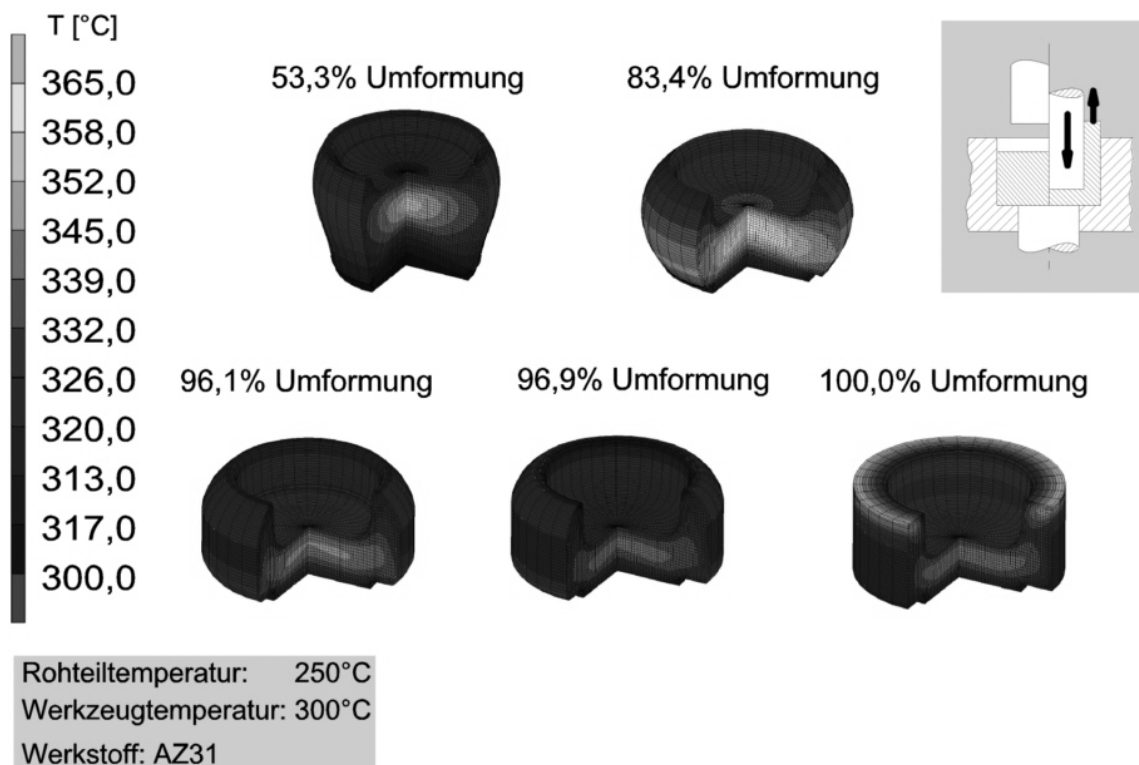 T [°C]
365,0
358,0
352,0
345,0
339,0
332,0
326,0
320,0
313,0
317,0
300,0
53,3% Umformung
83,4% Umformung
96,1% Umformung
96,9% Umformung
100,0% Umformung
Rohteiltemperatur: 250°C
Werkzeugtemperatur: 300°C
Werkstoff: AZ31